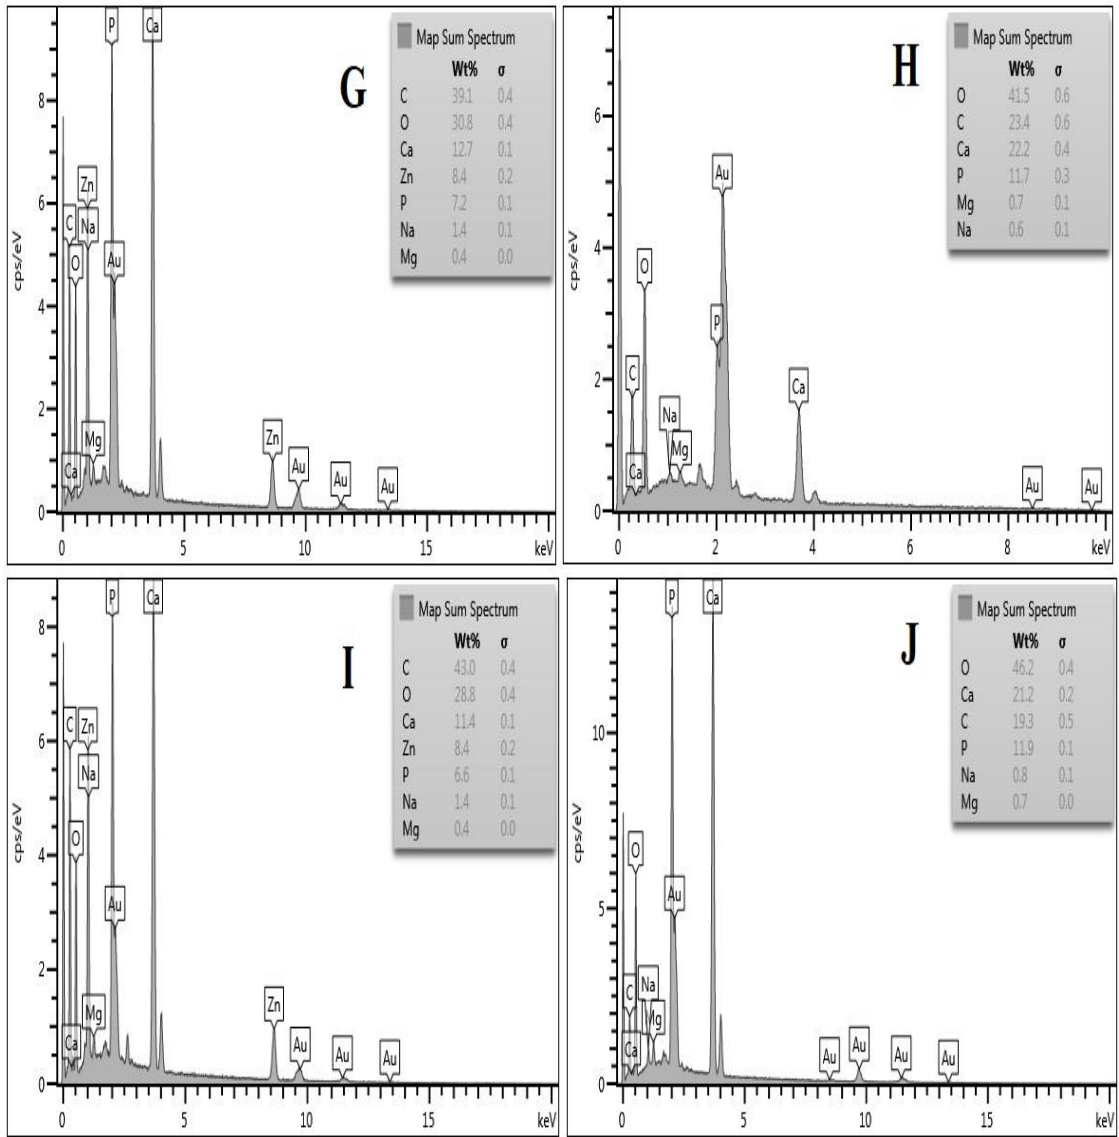 G
Map Sum Spectrum
Wt% σ
C 39.1 0.4
O 30.8 0.4
Ca 12.7 0.1
Zn 8.4 0.2
P 7.2 0.1
Na 1.4 0.1
Mg 0.4 0.0
P Ca
Zn
C Na
O Au
Mg
Ca
Zn Au Au Au
cps/eV
8
6
4
2
0
0 5 10 15 keV
H
Map Sum Spectrum
Wt% σ
O 41.5 0.6
C 23.4 0.6
Ca 22.2 0.4
P 11.7 0.3
Mg 0.7 0.1
Na 0.6 0.1
Au
O
P
C Ca
Na
Mg
Ca Au Au
cps/eV
6
4
2
0
0 2 4 6 8 keV
I
Map Sum Spectrum
Wt% σ
C 43.0 0.4
O 28.8 0.4
Ca 11.4 0.1
Zn 8.4 0.2
P 6.6 0.1
Na 1.4 0.1
Mg 0.4 0.0
P Ca
C Zn
Na
O
Au
Mg
Ca
Zn Au Au Au
cps/eV
8
6
4
2
0
0 5 10 15 keV
J
Map Sum Spectrum
Wt% σ
O 46.2 0.4
Ca 21.2 0.2
C 19.3 0.5
P 11.9 0.1
Na 0.8 0.1
Mg 0.7 0.0
P Ca
O
Au
C Na
Mg
Ca
Au Au Au Au
cps/eV
10
5
0
0 5 10 15 keV